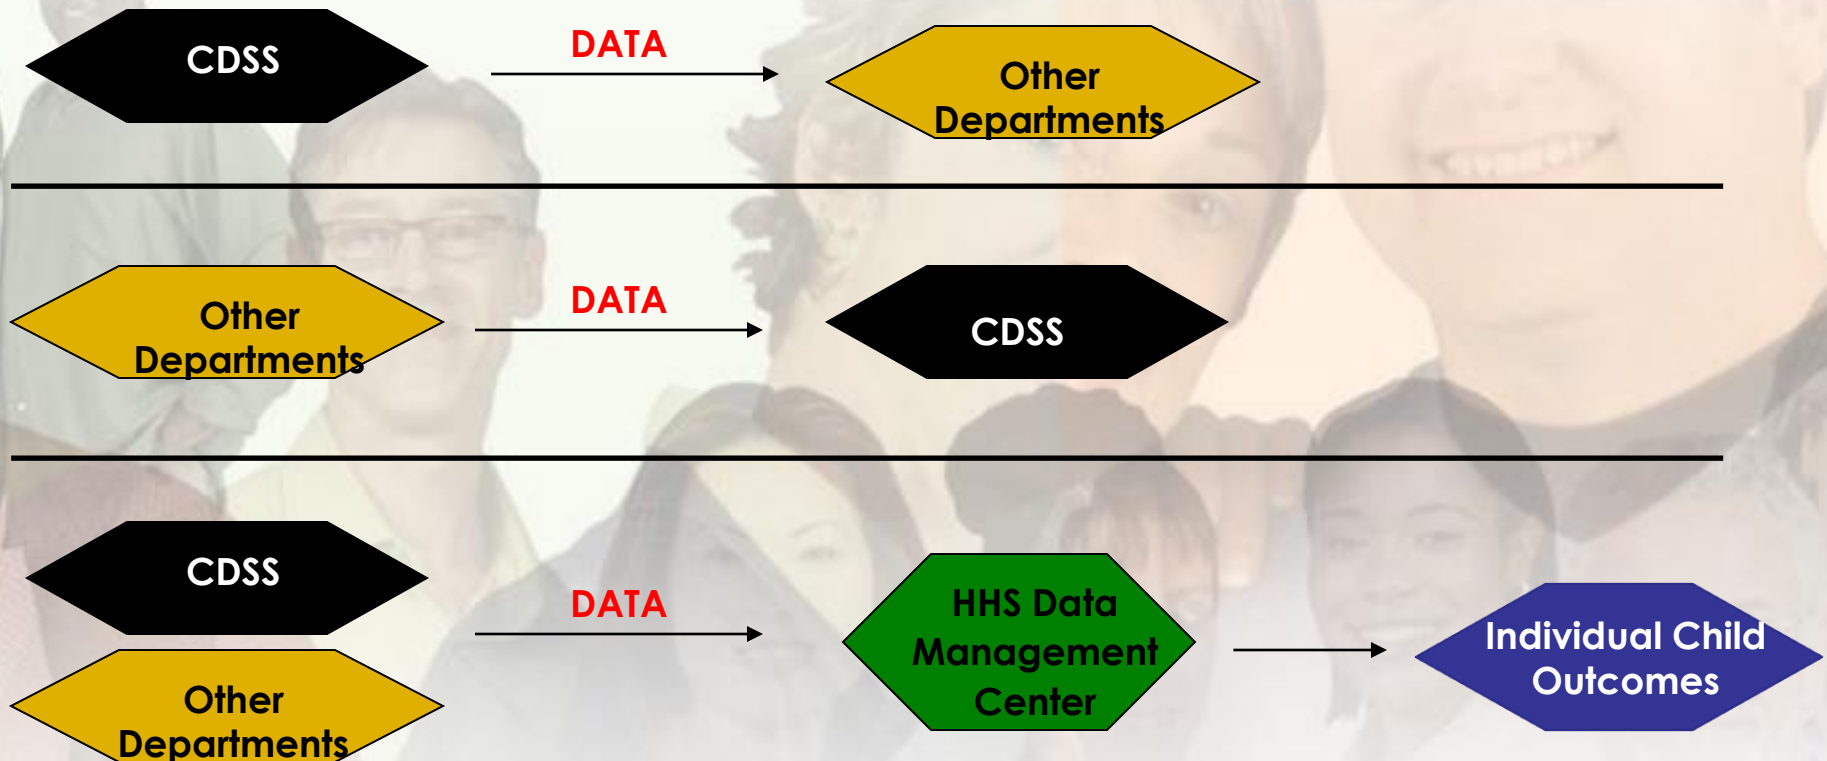 CDSS
DATA
Other
Departments
Other
Departments
DATA
CDSS
CDSS
DATA
Other
Departments
HHS Data
Management
Center
Individual Child
Outcomes